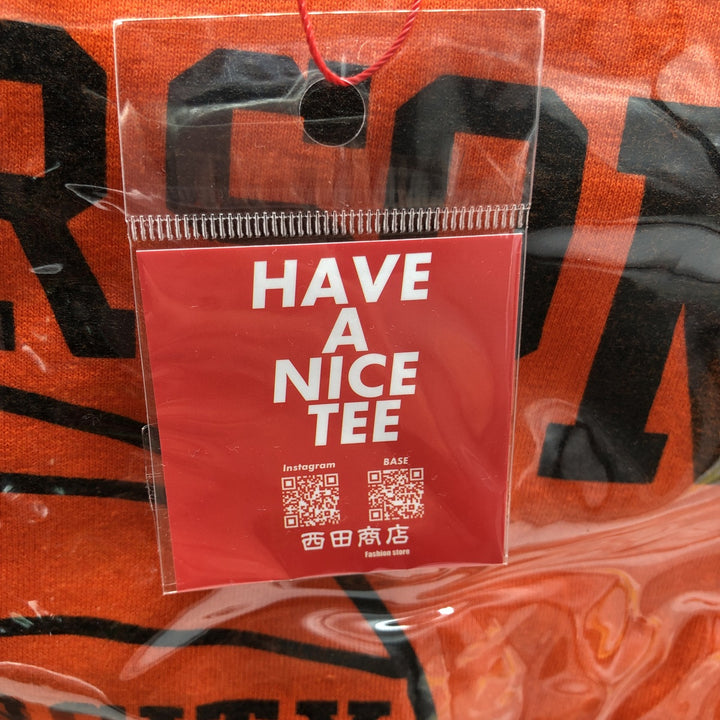 HAVE
A
NICE
TEE
Instagram BASE
西田商店
Fashion store